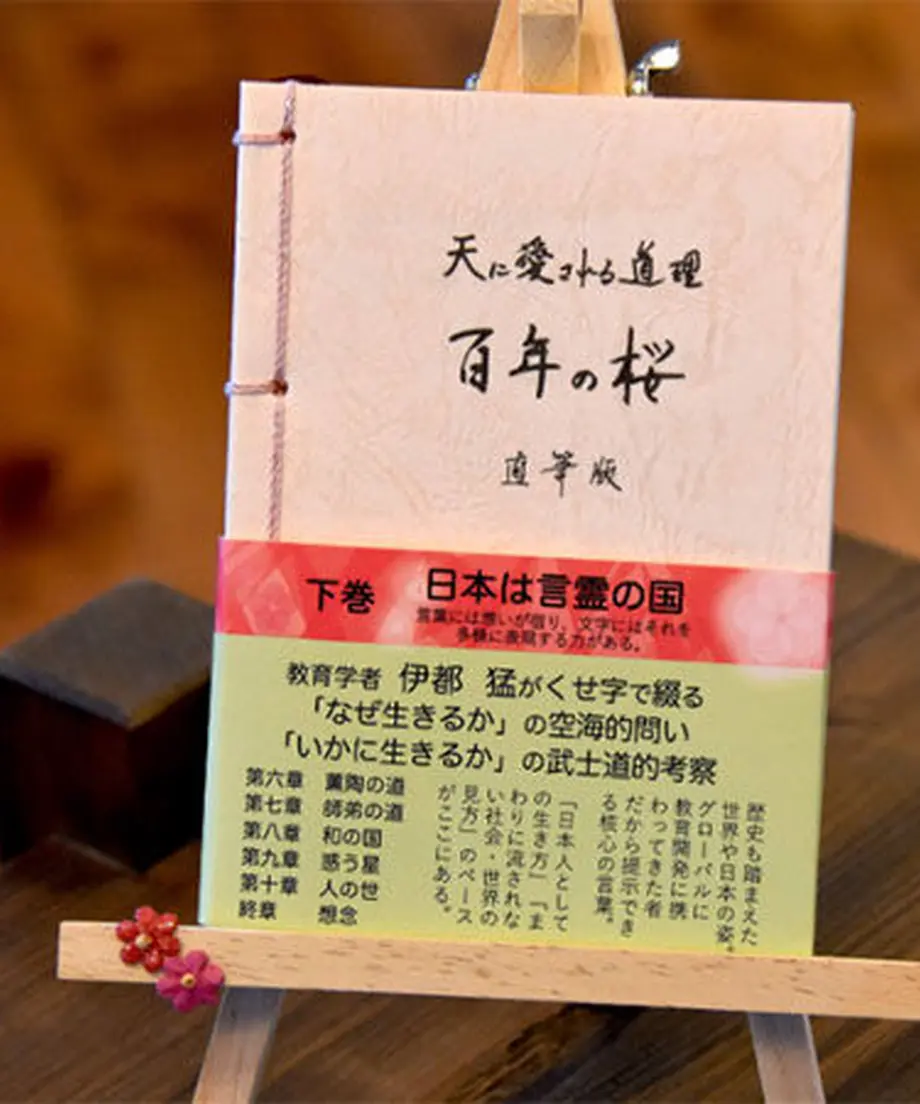 天に愛される道理
百年の桜
直筆版
下巻 日本は言霊の国
言葉には想いが宿り、文字にはそれを
多様に表現する力がある。
教育学者 伊都 猛がくせ字で綴る
「なぜ生きるか」の空海的問い
「いかに生きるか」の武士道的考察
第六章 薫陶の道
第七章 師弟の道
第八章 和の国
第九章 惑う星
第十章 人の世
終章 想念
歴史も踏まえた
世界や日本の姿。
グローバルに
教育開発に携
わってきた者
だから提示でき
る核心の言葉。
「日本人として
の生き方」「ま
わりに流されな
い社会・世界の
見方」のベース
がここにある。